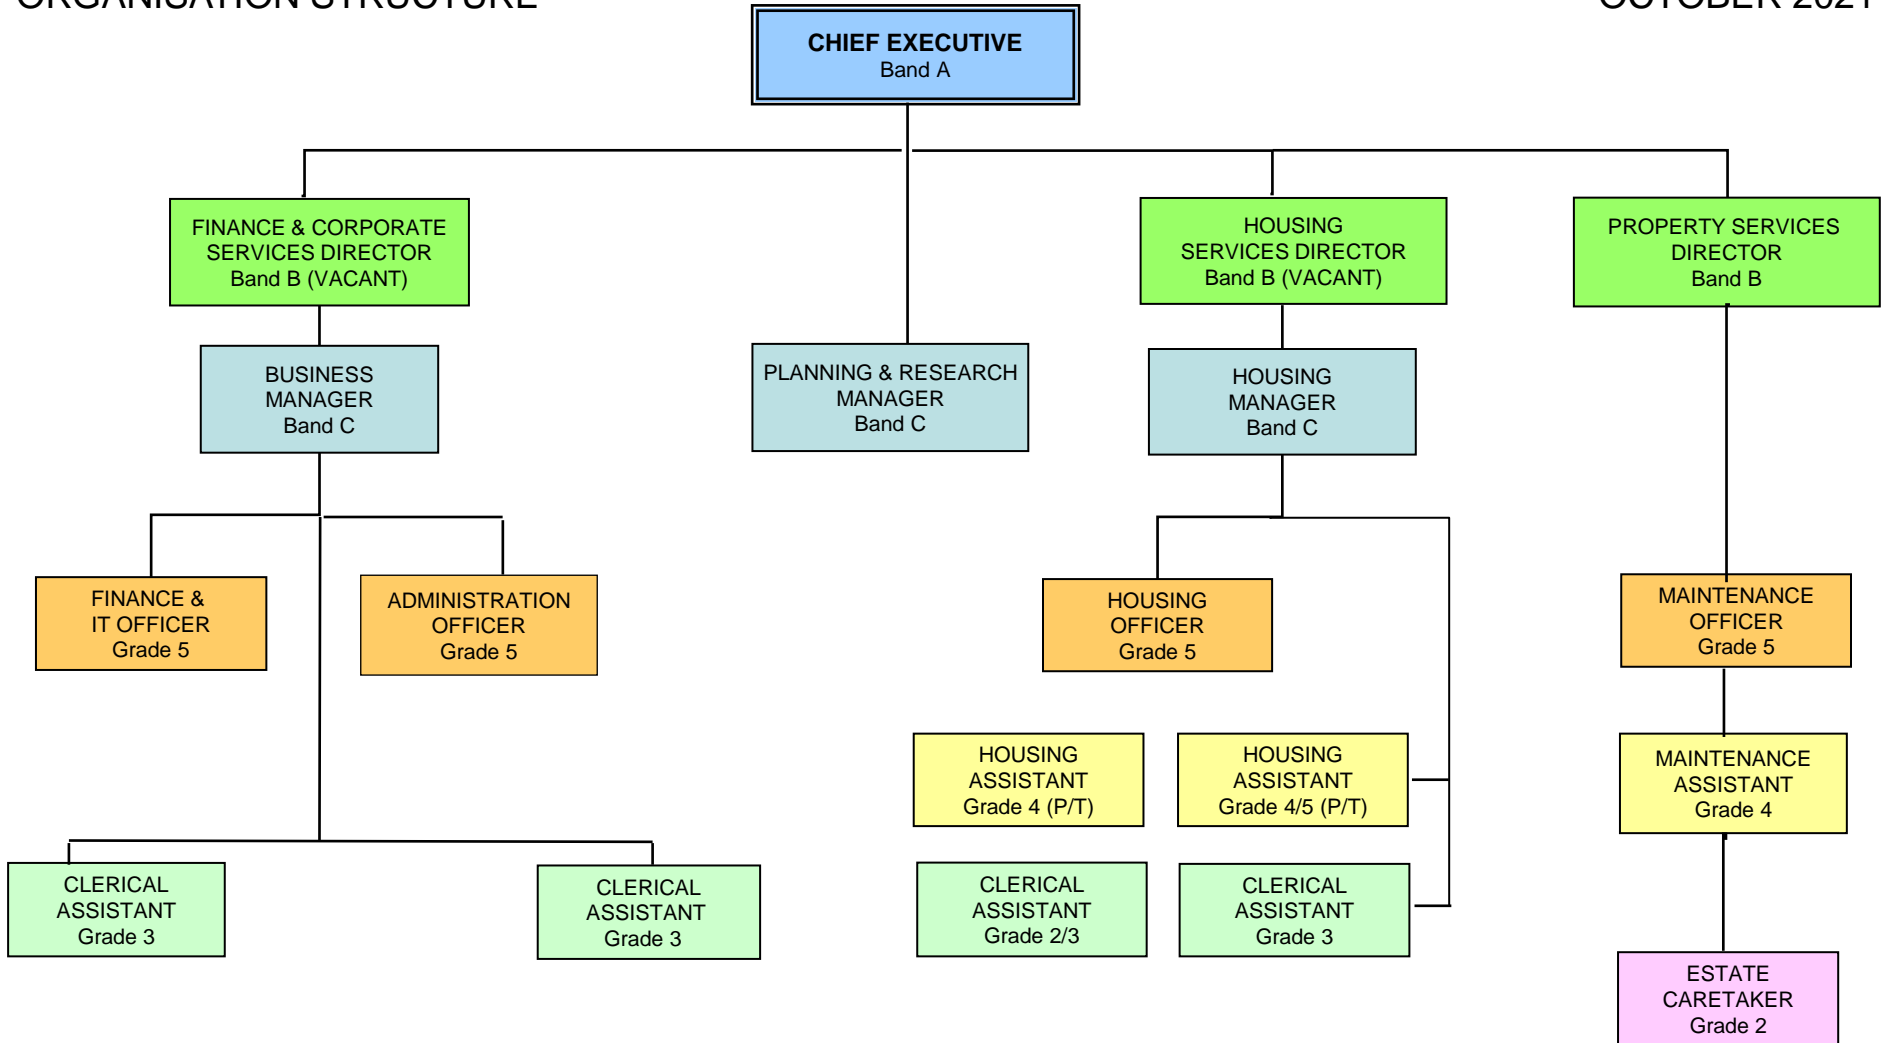 ORGANISATION STRUCTURE
OCTOBER 2021
CHIEF EXECUTIVE
Band A
FINANCE & CORPORATE
SERVICES DIRECTOR
Band B (VACANT)
HOUSING
SERVICES DIRECTOR
Band B (VACANT)
PROPERTY SERVICES
DIRECTOR
Band B
BUSINESS
MANAGER
Band C
PLANNING & RESEARCH
MANAGER
Band C
HOUSING
MANAGER
Band C
FINANCE &
IT OFFICER
Grade 5
ADMINISTRATION
OFFICER
Grade 5
HOUSING
OFFICER
Grade 5
MAINTENANCE
OFFICER
Grade 5
HOUSING
ASSISTANT
Grade 4 (P/T)
HOUSING
ASSISTANT
Grade 4/5 (P/T)
MAINTENANCE
ASSISTANT
Grade 4
CLERICAL
ASSISTANT
Grade 3
CLERICAL
ASSISTANT
Grade 3
CLERICAL
ASSISTANT
Grade 2/3
CLERICAL
ASSISTANT
Grade 3
ESTATE
CARETAKER
Grade 2